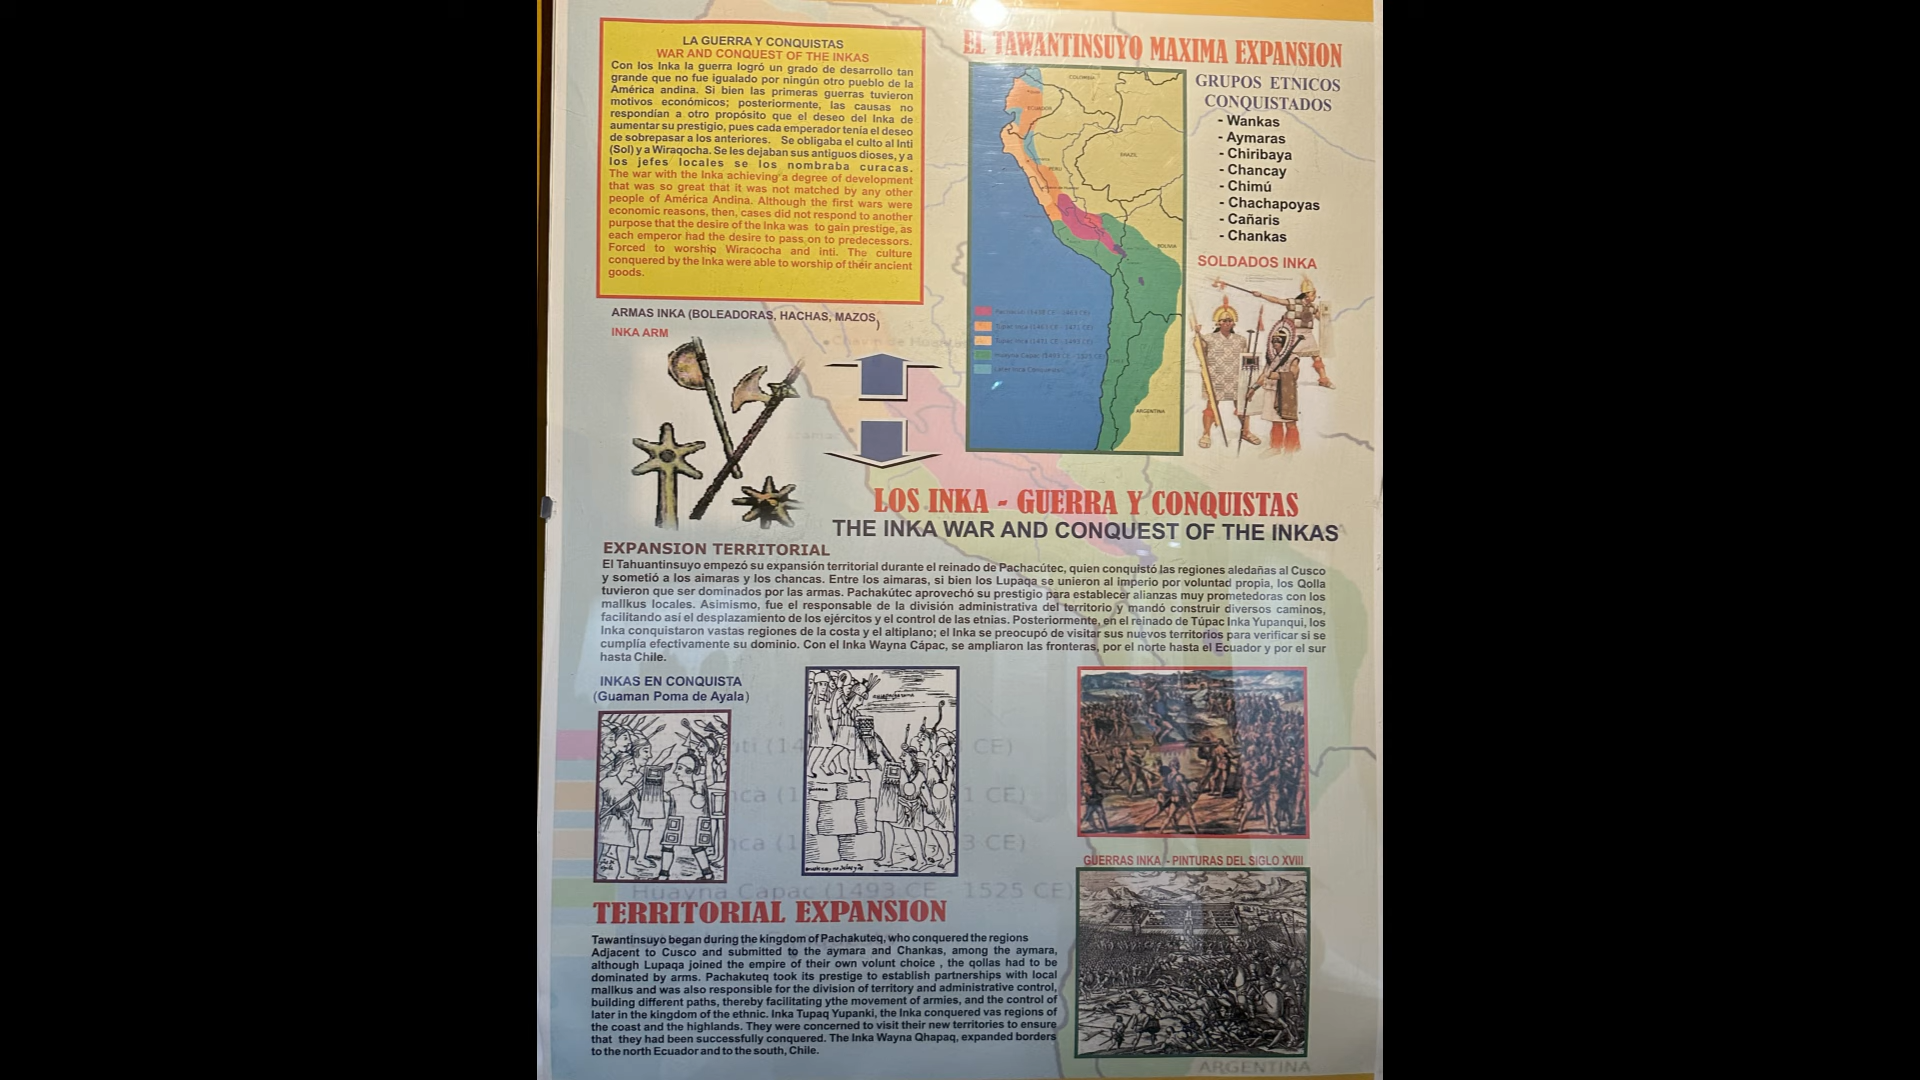 LA GUERRA Y CONQUISTAS
WAR AND CONQUEST OF THE INKAS
Con los Inka la guerra logró un grado de desarrollo tan
grande que no fue igualado por ningún otro pueblo de la
América andina. Si bien las primeras guerras tuvieron
motivos económicos; posteriormente, las causas no
respondían a otro propósito que el deseo del Inka de
aumentar su prestigio, pues cada emperador tenía el deseo
de sobrepasar a los anteriores. Se obligaba el culto al Inti
(Sol) y a Wiraqocha. Se les dejaban sus antiguos dioses, y a
los jefes locales se los nombraba curacas.
The war with the Inka achieving a degree of development
that was so great that it was not matched by any other
people of América Andina. Although the first wars were
economic reasons, then, cases did not respond to another
purpose that the desire of the Inka was to gain prestige, as
each emperor had the desire to pass on to predecessors.
Forced to worship Wiracocha and inti. The culture
conquered by the Inka were able to worship of their ancient
goods.
EL TAWANTINSUYO MAXIMA EXPANSION
COLOMBIA
ECUADOR
BRAZIL
PERU
BOLIVIA
ARGENTINA
Tupac Inca (1471 CE - 1493 CE)
Huayna Capac (1493 CE - 1525 CE)
GRUPOS ETNICOS
CONQUISTADOS
- Wankas
- Aymaras
- Chiribaya
- Chancay
- Chimú
- Chachapoyas
- Cañaris
- Chankas
SOLDADOS INKA
ARMAS INKA (BOLEADORAS, HACHAS, MAZOS,)
INKA ARM
LOS INKA - GUERRA Y CONQUISTAS
THE INKA WAR AND CONQUEST OF THE INKAS
EXPANSION TERRITORIAL
El Tahuantinsuyo empezó su expansión territorial durante el reinado de Pachacútec, quien conquistó las regiones aledañas al Cusco
y sometió a los aimaras y los chancas. Entre los aimaras, si bien los Lupaqa se unieron al imperio por voluntad propia, los Qolla
tuvieron que ser dominados por las armas. Pachakútec aprovechó su prestigio para establecer alianzas muy prometedoras con los
mallkus locales. Asimismo, fue el responsable de la división administrativa del territorio y mandó construir diversos caminos,
facilitando así el desplazamiento de los ejércitos y el control de las etnias. Posteriormente, en el reinado de Túpac Inka Yupanqui, los
Inka conquistaron vastas regiones de la costa y el altiplano; el Inka se preocupó de visitar sus nuevos territorios para verificar si se
cumplía efectivamente su dominio. Con el Inka Wayna Cápac, se ampliaron las fronteras, por el norte hasta el Ecuador y por el sur
hasta Chile.
INKAS EN CONQUISTA
(Guaman Poma de Ayala)
GUERRAS INKA - PINTURAS DEL SIGLO XVIII
Huayna Capac (1493 CE - 1525 CE)
TERRITORIAL EXPANSION
Tawantinsuyo began during the kingdom of Pachakuteq, who conquered the regions
Adjacent to Cusco and submitted to the aymara and Chankas, among the aymara,
although Lupaqa joined the empire of their own volunt choice , the qollas had to be
dominated by arms. Pachakuteq took its prestige to establish partnerships with local
mallkus and was also responsible for the division of territory and administrative control,
building different paths, thereby facilitating ythe movement of armies, and the control of
later in the kingdom of the ethnic. Inka Tupaq Yupanki, the Inka conquered vas regions of
the coast and the highlands. They were concerned to visit their new territories to ensure
that they had been successfully conquered. The Inka Wayna Qhapaq, expanded borders
to the north Ecuador and to the south, Chile.
ARGENTINA